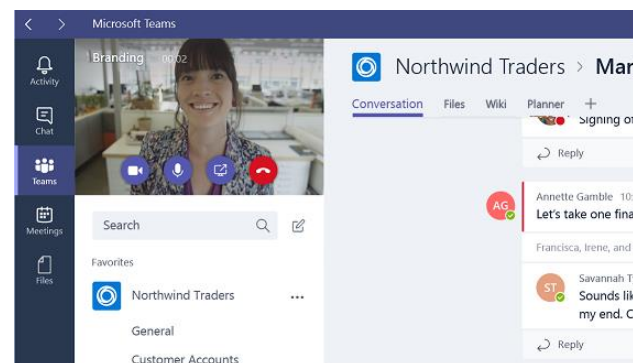 Microsoft Teams
Activity
Chat
Teams
Meetings
Files
Branding 00:02
Search
Favorites
Northwind Traders
General
Customer Accounts
Northwind Traders > Mar
Conversation Files Wiki Planner +
Signing of
Reply
AG
Annette Gamble 10:
Let's take one fina
Francisca, Irene, and
ST
Savannah T
Sounds lik
my end. C
Reply